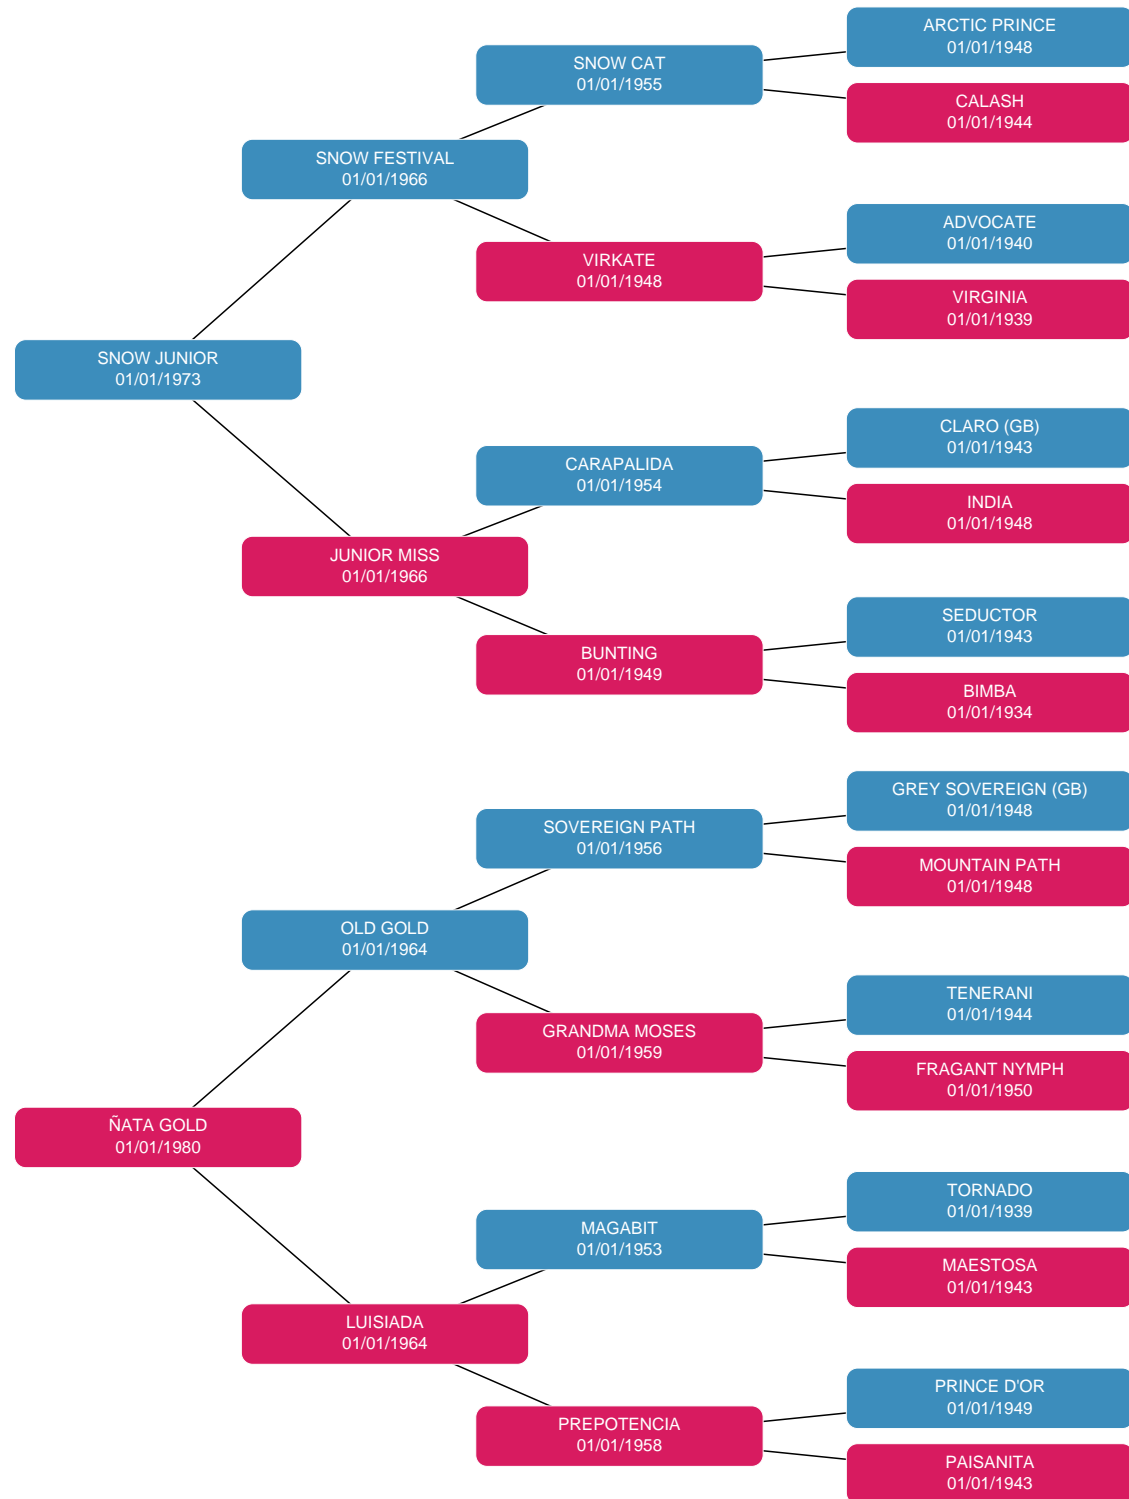 ARCTIC PRINCE
01/01/1948
SNOW CAT
01/01/1955
CALASH
01/01/1944
SNOW FESTIVAL
01/01/1966
ADVOCATE
01/01/1940
VIRKATE
01/01/1948
VIRGINIA
01/01/1939
SNOW JUNIOR
01/01/1973
CLARO (GB)
01/01/1943
CARAPALIDA
01/01/1954
INDIA
01/01/1948
JUNIOR MISS
01/01/1966
SEDUCTOR
01/01/1943
BUNTING
01/01/1949
BIMBA
01/01/1934
GREY SOVEREIGN (GB)
01/01/1948
SOVEREIGN PATH
01/01/1956
MOUNTAIN PATH
01/01/1948
OLD GOLD
01/01/1964
TENERANI
01/01/1944
GRANDMA MOSES
01/01/1959
FRAGANT NYMPH
01/01/1950
ÑATA GOLD
01/01/1980
TORNADO
01/01/1939
MAGABIT
01/01/1953
MAESTOSA
01/01/1943
LUISIADA
01/01/1964
PRINCE D'OR
01/01/1949
PREPOTENCIA
01/01/1958
PAISANITA
01/01/1943